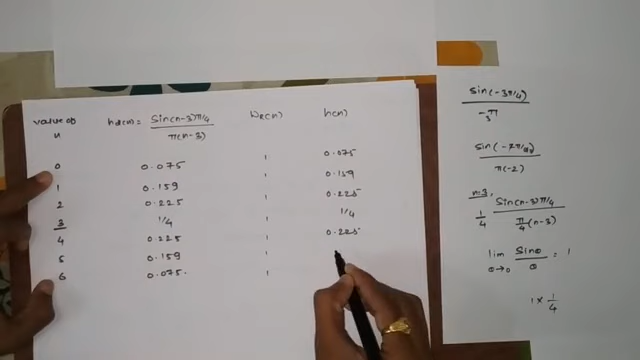 value of n hd(n) = sin(n-3)π/4 / π(n-3) WR(n) h(n)
0 0.075 1 0.075
1 0.159 1 0.159
2 0.225 1 0.225
3 1/4 1 1/4
4 0.225 1 0.225
5 0.159 1
6 0.075. 1
sin(-3π/4) / -3π
π(-2)
n=3, 1/4 sin(n-3)π/4 / π/4 (n-3)
lim θ→0 sinθ / θ = 1
1 × 1/4